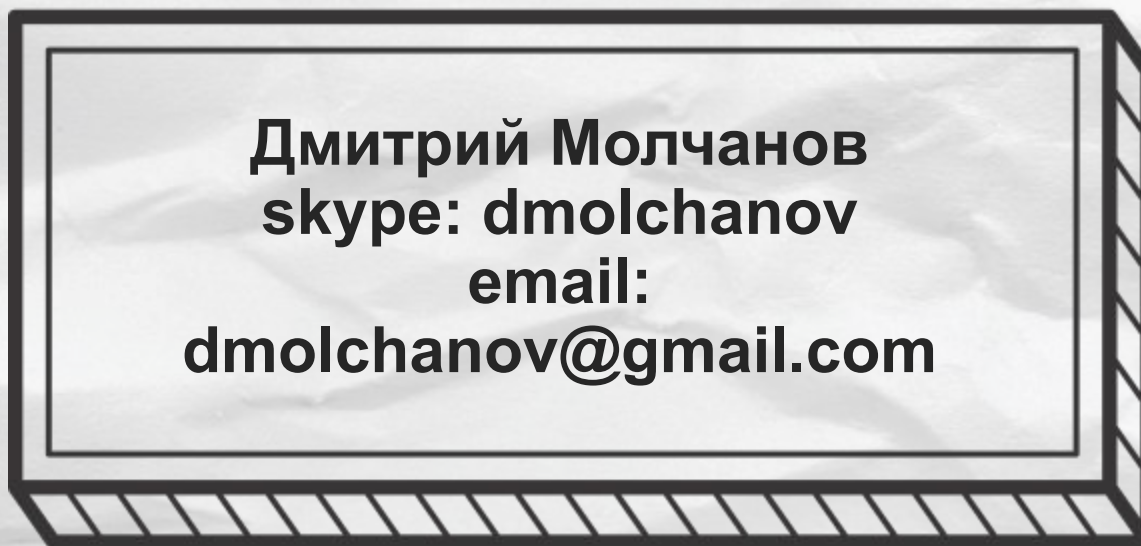 Дмитрий Молчанов
skype: dmolchanov
email:
dmolchanov@gmail.com